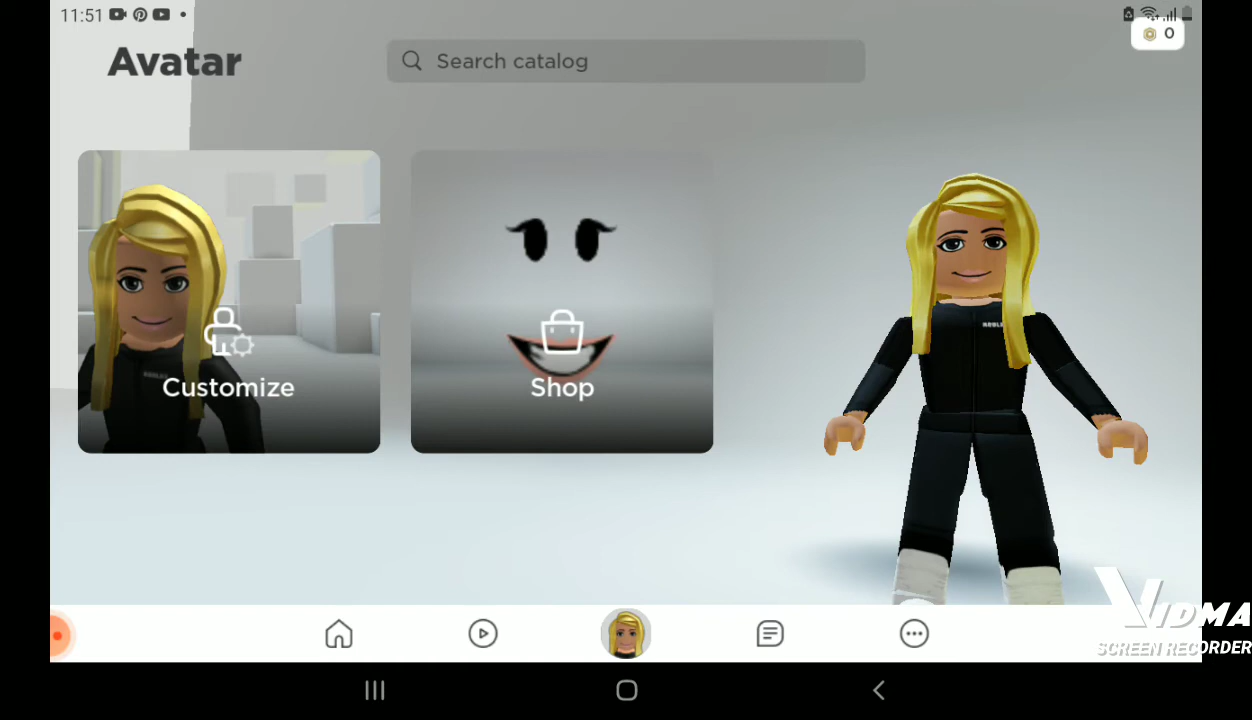 11:51
0
Avatar
Search catalog
Customize
Shop
VIDMA
SCREEN RECORDER